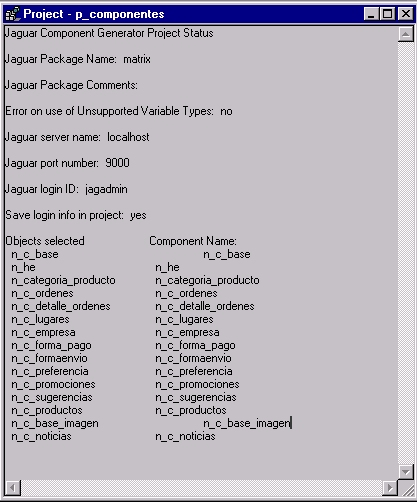 Project - p_componentes
Jaguar Component Generator Project Status
Jaguar Package Name:  matrix
Jaguar Package Comments:
Error on use of Unsupported Variable Types:  no
Jaguar server name:  localhost
Jaguar port number:  9000
Jaguar login ID:  jagadmin
Save login info in project:  yes
Objects selected Component Name:
n_c_base n_c_base
n_he n_he
n_categoria_producto n_categoria_producto
n_c_ordenes n_c_ordenes
n_c_detalle_ordenes n_c_detalle_ordenes
n_c_lugares n_c_lugares
n_c_empresa n_c_empresa
n_c_forma_pago n_c_forma_pago
n_c_formaenvio n_c_formaenvio
n_c_preferencia n_c_preferencia
n_c_promociones n_c_promociones
n_c_sugerencias n_c_sugerencias
n_c_productos n_c_productos
n_c_base_imagen n_c_base_imagen
n_c_noticias n_c_noticias